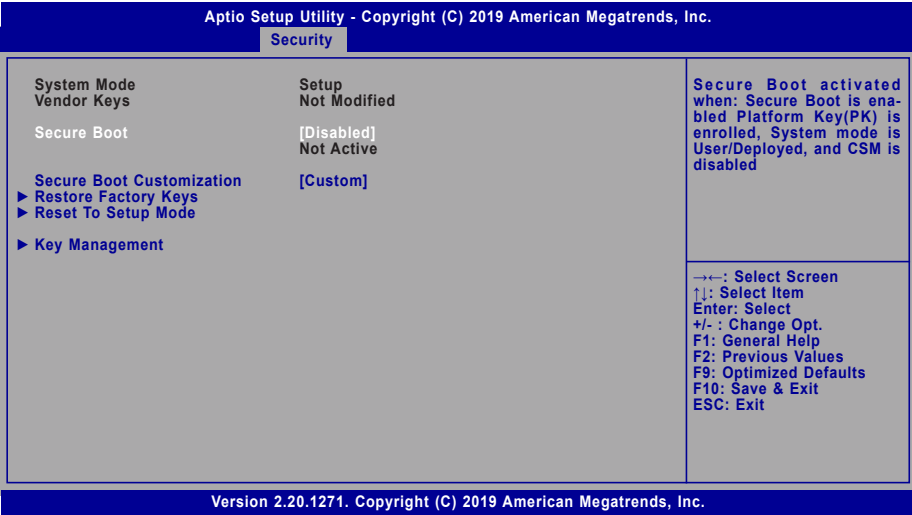 Aptio Setup Utility - Copyright (C) 2019 American Megatrends, Inc.
Security
System Mode Setup
Vendor Keys Not Modified
Secure Boot [Disabled]
Not Active
Secure Boot Customization [Custom]
► Restore Factory Keys
► Reset To Setup Mode
► Key Management
Secure Boot activated
when: Secure Boot is ena-
bled Platform Key(PK) is
enrolled, System mode is
User/Deployed, and CSM is
disabled
→←: Select Screen
↑↓: Select Item
Enter: Select
+/- : Change Opt.
F1: General Help
F2: Previous Values
F9: Optimized Defaults
F10: Save & Exit
ESC: Exit
Version 2.20.1271. Copyright (C) 2019 American Megatrends, Inc.